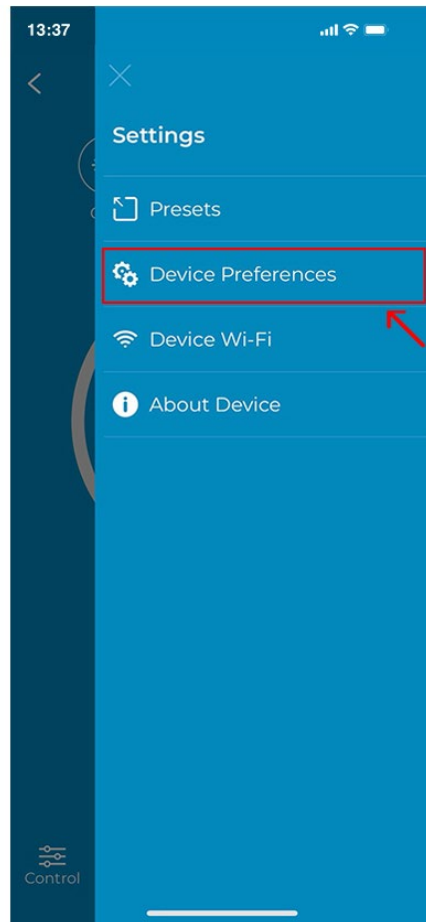 13:37
Settings
Presets
Device Preferences
Device Wi-Fi
About Device
Control